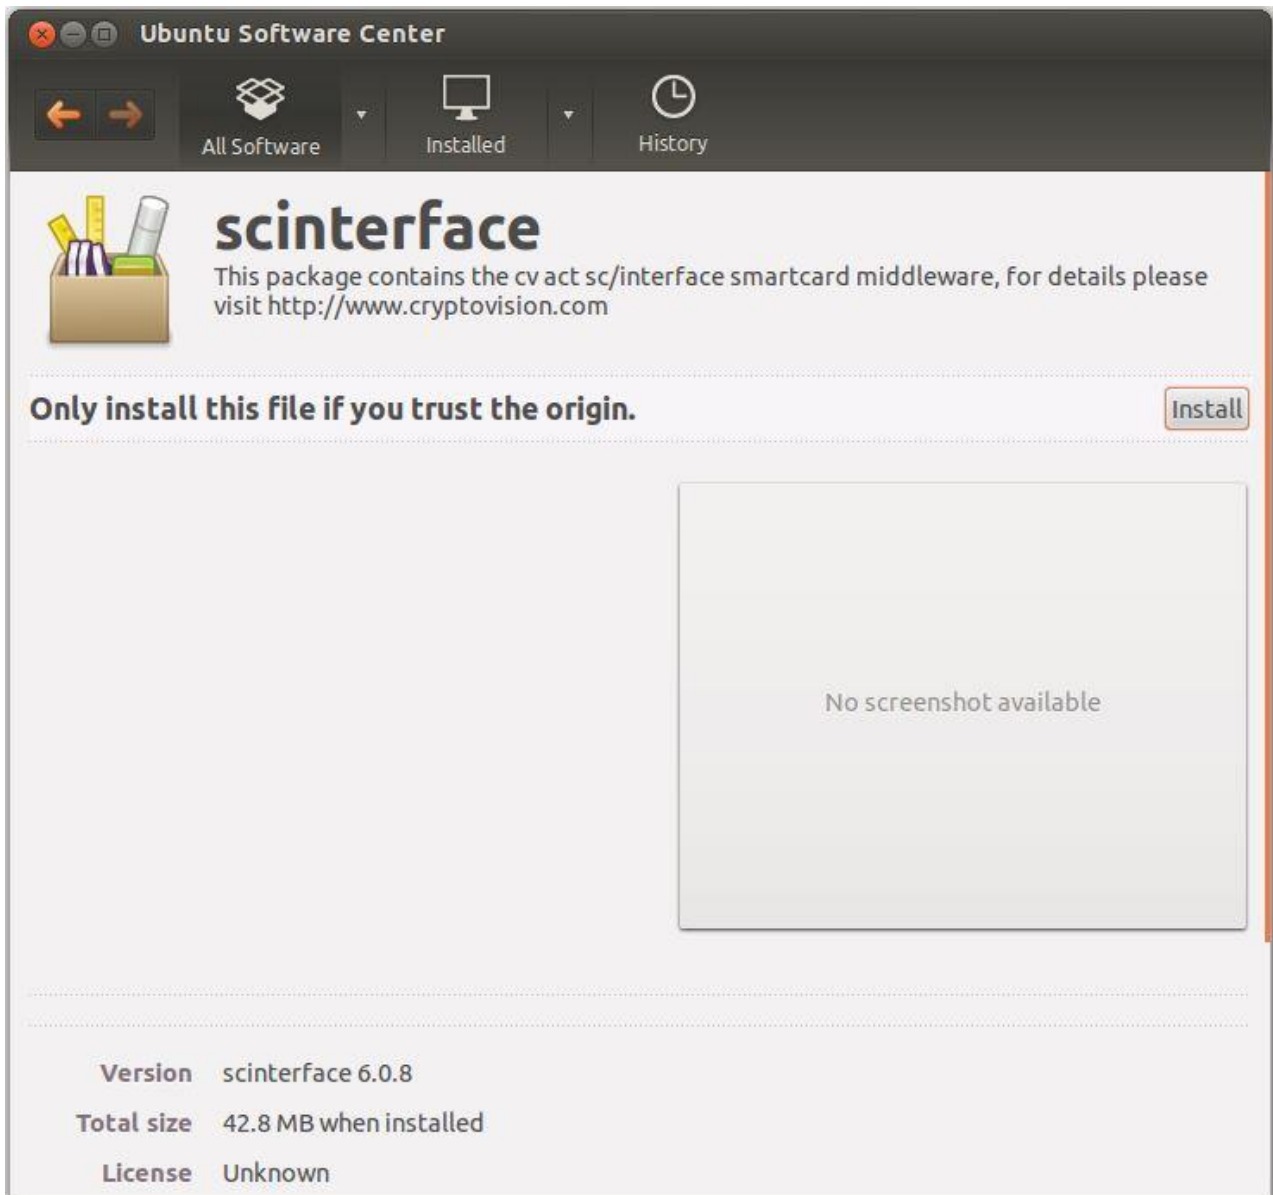 Ubuntu Software Center
All Software
Installed
History
scinterface
This package contains the cv act sc/interface smartcard middleware, for details please
visit http://www.cryptovision.com
Only install this file if you trust the origin.
Install
No screenshot available
Version scinterface 6.0.8
Total size 42.8 MB when installed
License Unknown